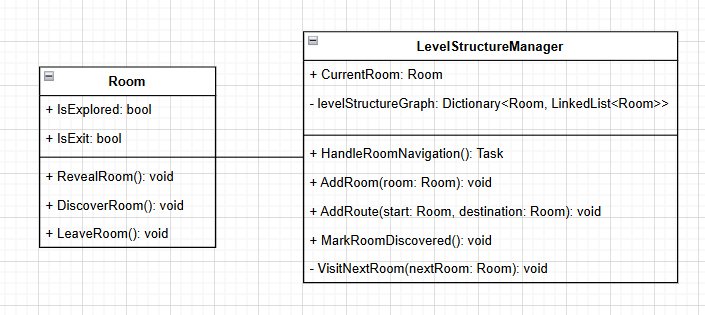 Room
+ IsExplored: bool
+ IsExit: bool
+ RevealRoom(): void
+ DiscoverRoom(): void
+ LeaveRoom(): void
LevelStructureManager
+ CurrentRoom: Room
- levelStructureGraph: Dictionary<Room, LinkedList<Room>>
+ HandleRoomNavigation(): Task
+ AddRoom(room: Room): void
+ AddRoute(start: Room, destination: Room): void
+ MarkRoomDiscovered(): void
- VisitNextRoom(nextRoom: Room): void